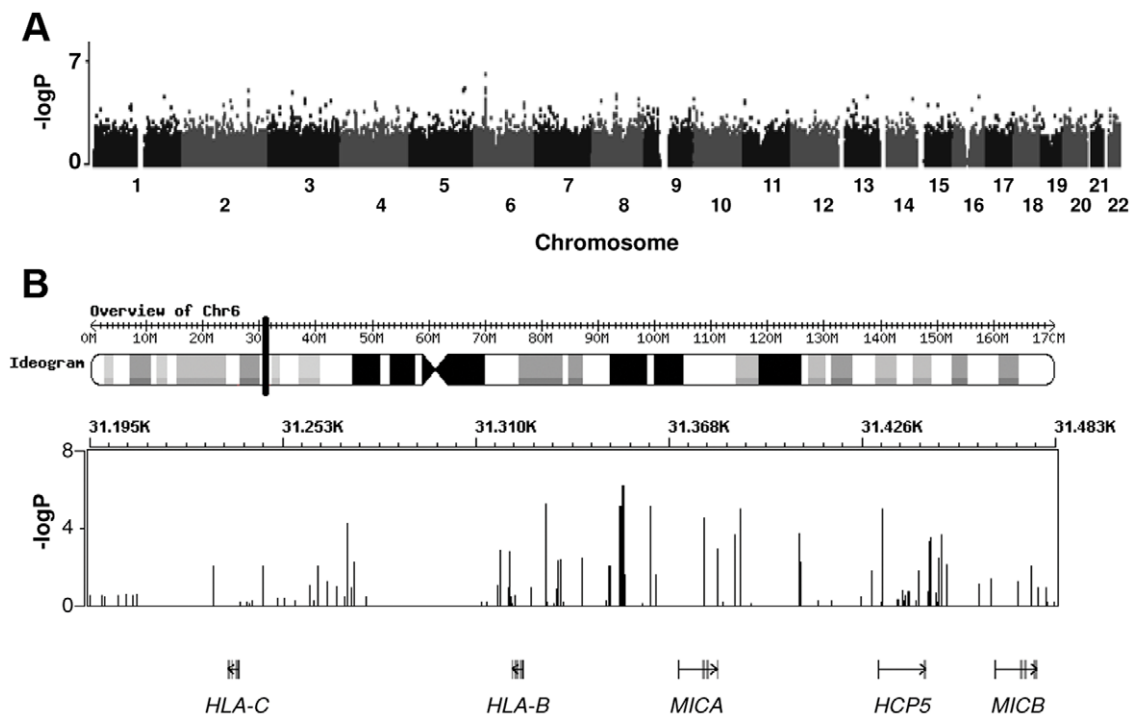 A
7
-logP
0
1 3 5 7 9 11 13 15 17 19 21
2 4 6 8 10 12 14 16 18 20 22
Chromosome
B
Overview of Chr6
0M 10M 20M 30 40M 50M 60M 70M 80M 90M 100M 110M 120M 130M 140M 150M 160M 170M
Ideogram
31.195K 31.253K 31.310K 31.368K 31.426K 31.483K
8
-logP
4
0
HLA-C HLA-B MICA HCP5 MICB